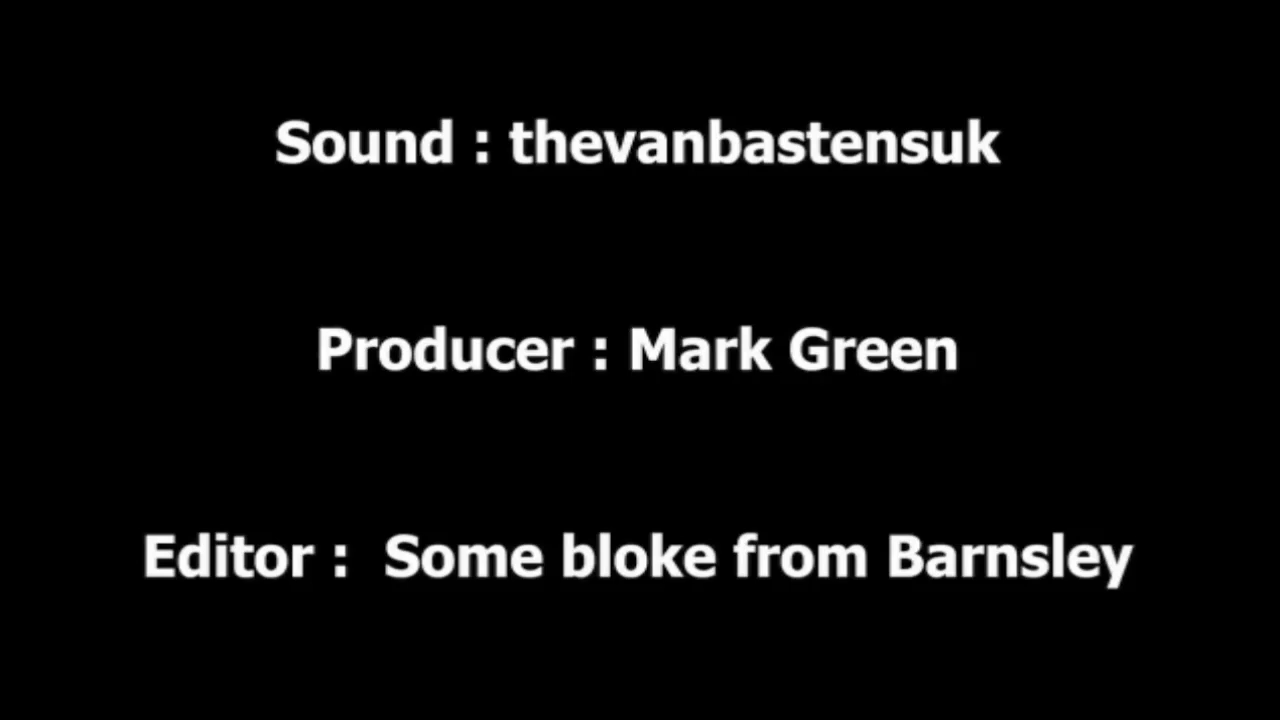 Sound : thevanbastensuk
Producer : Mark Green
Editor :  Some bloke from Barnsley